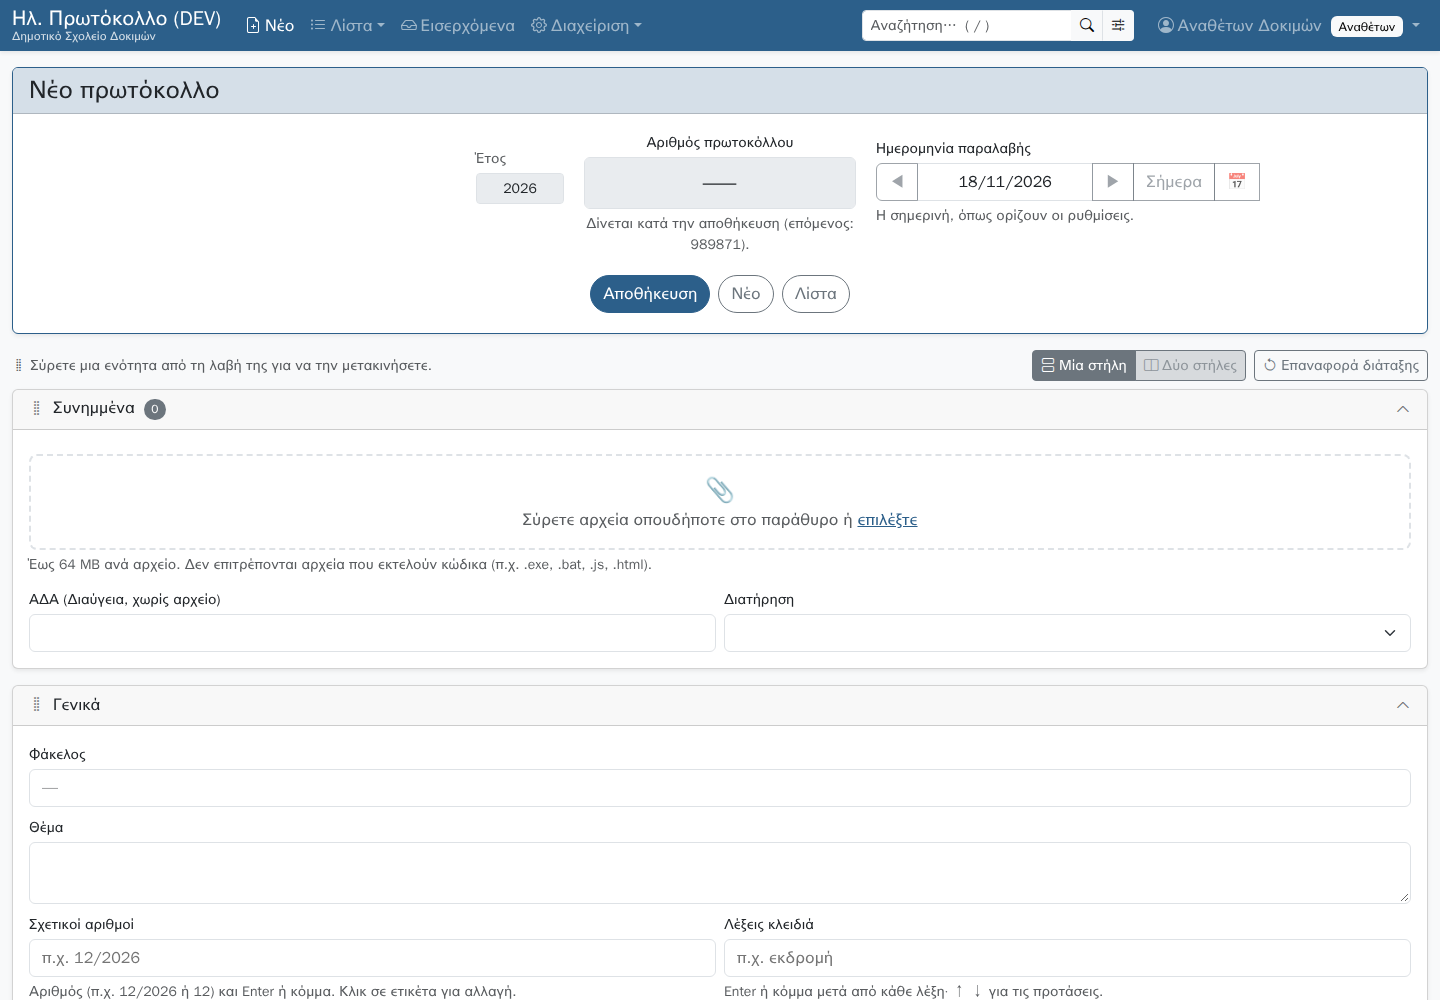 Ηλ. Πρωτόκολλο (DEV)
Δημοτικό Σχολείο Δοκιμών
Νέο
Λίστα
Εισερχόμενα
Διαχείριση
Αναζήτηση… ( / )
Αναθέτων Δοκιμών
Αναθέτων
Νέο πρωτόκολλο
Έτος
2026
Αριθμός πρωτοκόλλου
—
Δίνεται κατά την αποθήκευση (επόμενος:
989871).
Ημερομηνία παραλαβής
◀ 18/11/2026 ▶ Σήμερα 📅
Η σημερινή, όπως ορίζουν οι ρυθμίσεις.
Αποθήκευση
Νέο
Λίστα
Σύρετε μια ενότητα από τη λαβή της για να την μετακινήσετε.
Μία στήλη
Δύο στήλες
Επαναφορά διάταξης
Συνημμένα 0
Σύρετε αρχεία οπουδήποτε στο παράθυρο ή επιλέξτε
Έως 64 MB ανά αρχείο. Δεν επιτρέπονται αρχεία που εκτελούν κώδικα (π.χ. .exe, .bat, .js, .html).
ΑΔΑ (Διαύγεια, χωρίς αρχείο)
Διατήρηση
Γενικά
Φάκελος
—
Θέμα
Σχετικοί αριθμοί
π.χ. 12/2026
Αριθμός (π.χ. 12/2026 ή 12) και Enter ή κόμμα. Κλικ σε ετικέτα για αλλαγή.
Λέξεις κλειδιά
π.χ. εκδρομή
Enter ή κόμμα μετά από κάθε λέξη· ↑ ↓ για τις προτάσεις.